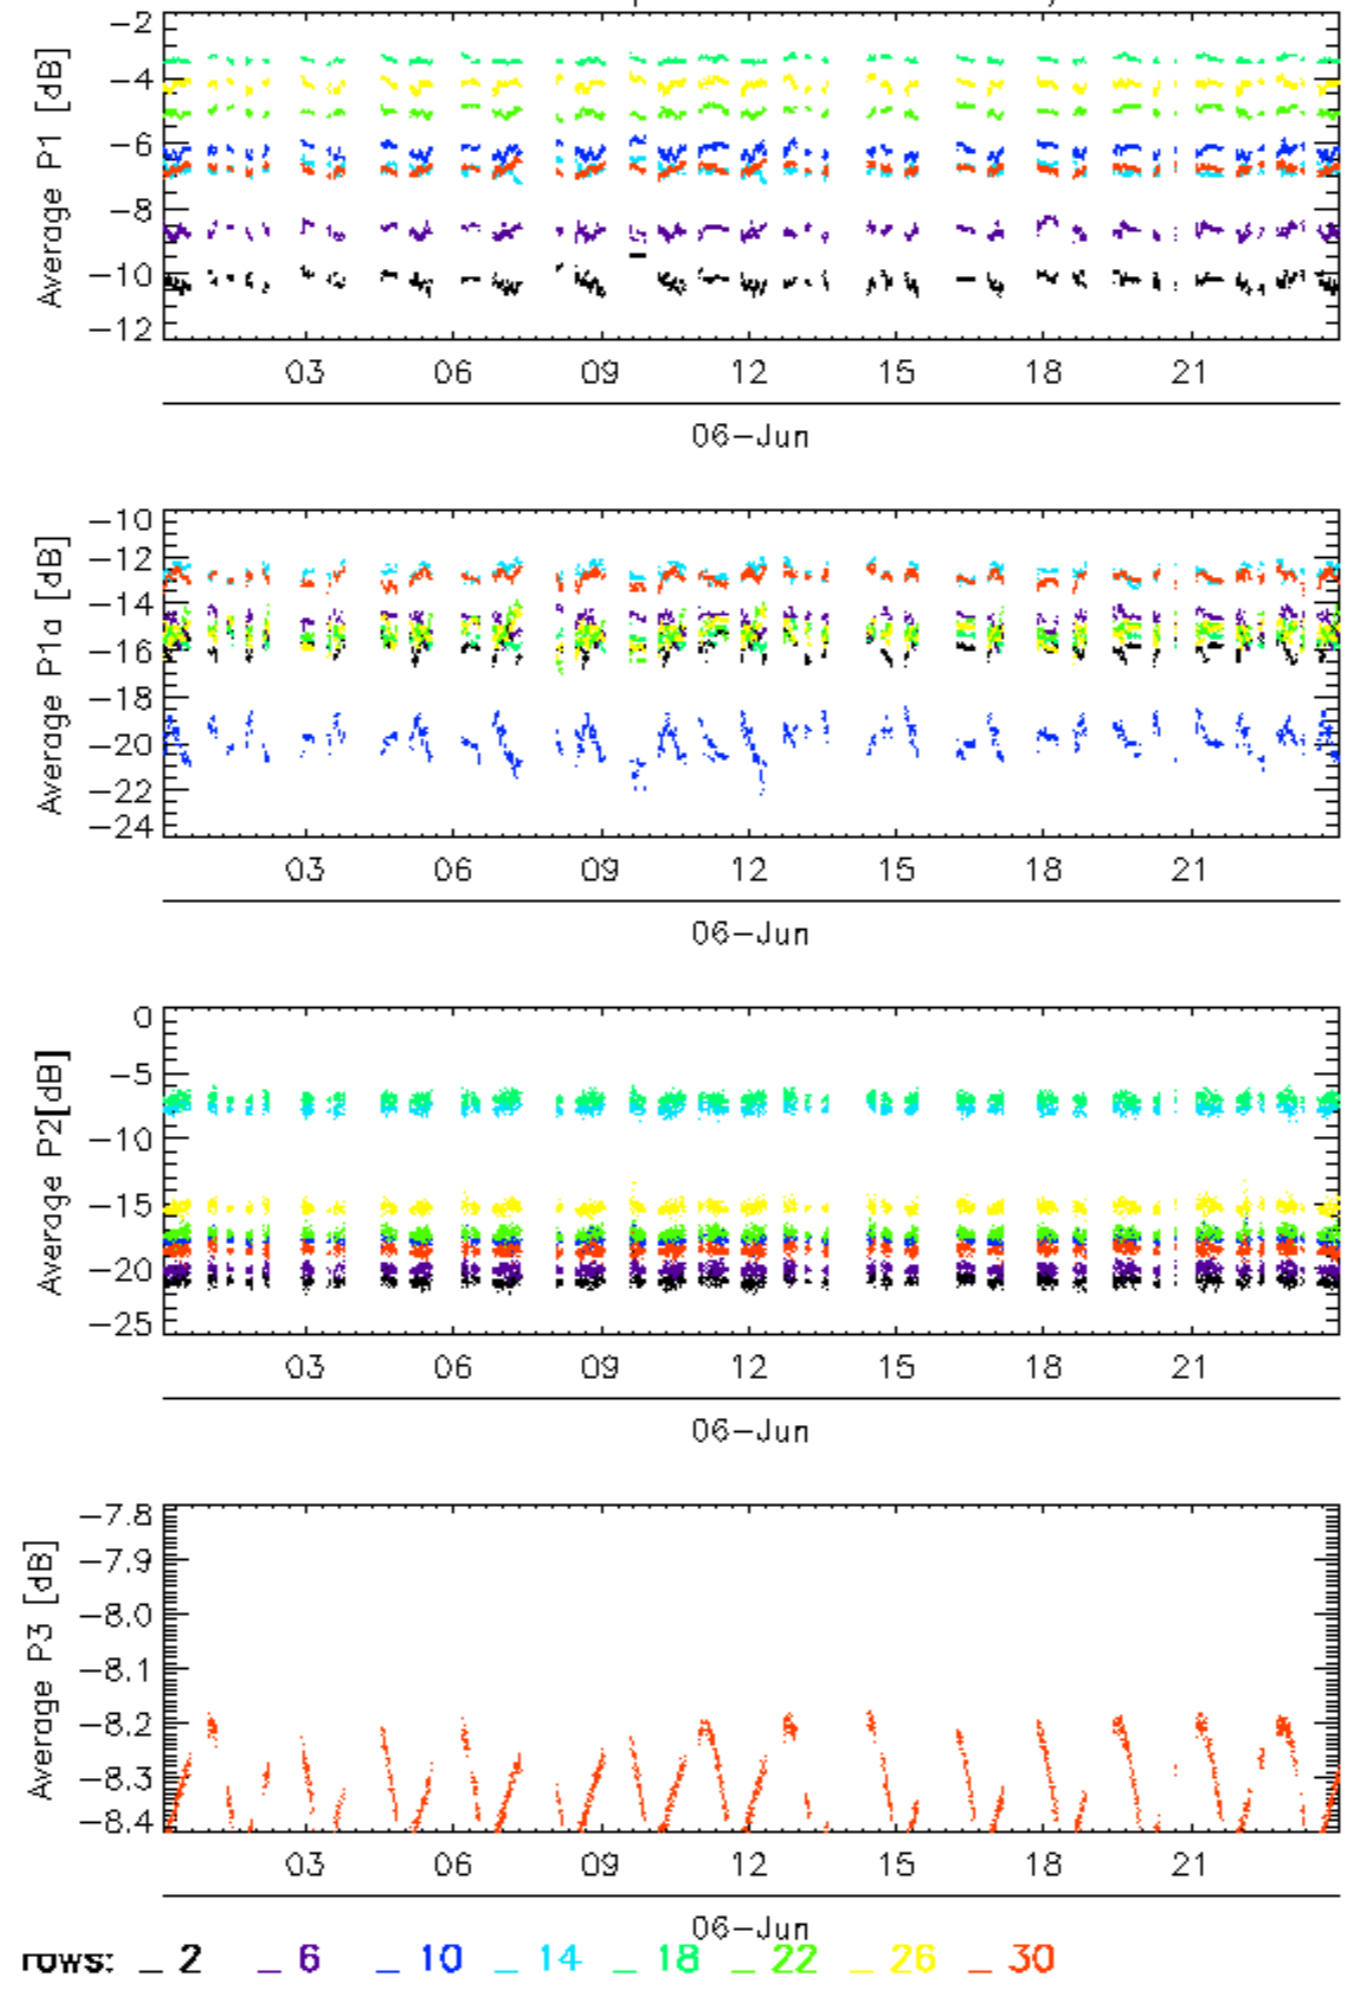 Average P1 [dB]
-2
-4
-6
-8
-10
-12
03 06 09 12 15 18 21
06-Jun
Average P1a [dB]
-10
-12
-14
-16
-18
-20
-22
-24
03 06 09 12 15 18 21
06-Jun
Average P2[dB]
0
-5
-10
-15
-20
-25
03 06 09 12 15 18 21
06-Jun
Average P3 [dB]
-7.8
-7.9
-8.0
-8.1
-8.2
-8.3
-8.4
03 06 09 12 15 18 21
06-Jun
rows: _ 2 _ 6 _ 10 _ 14 _ 18 _ 22 _ 26 _ 30